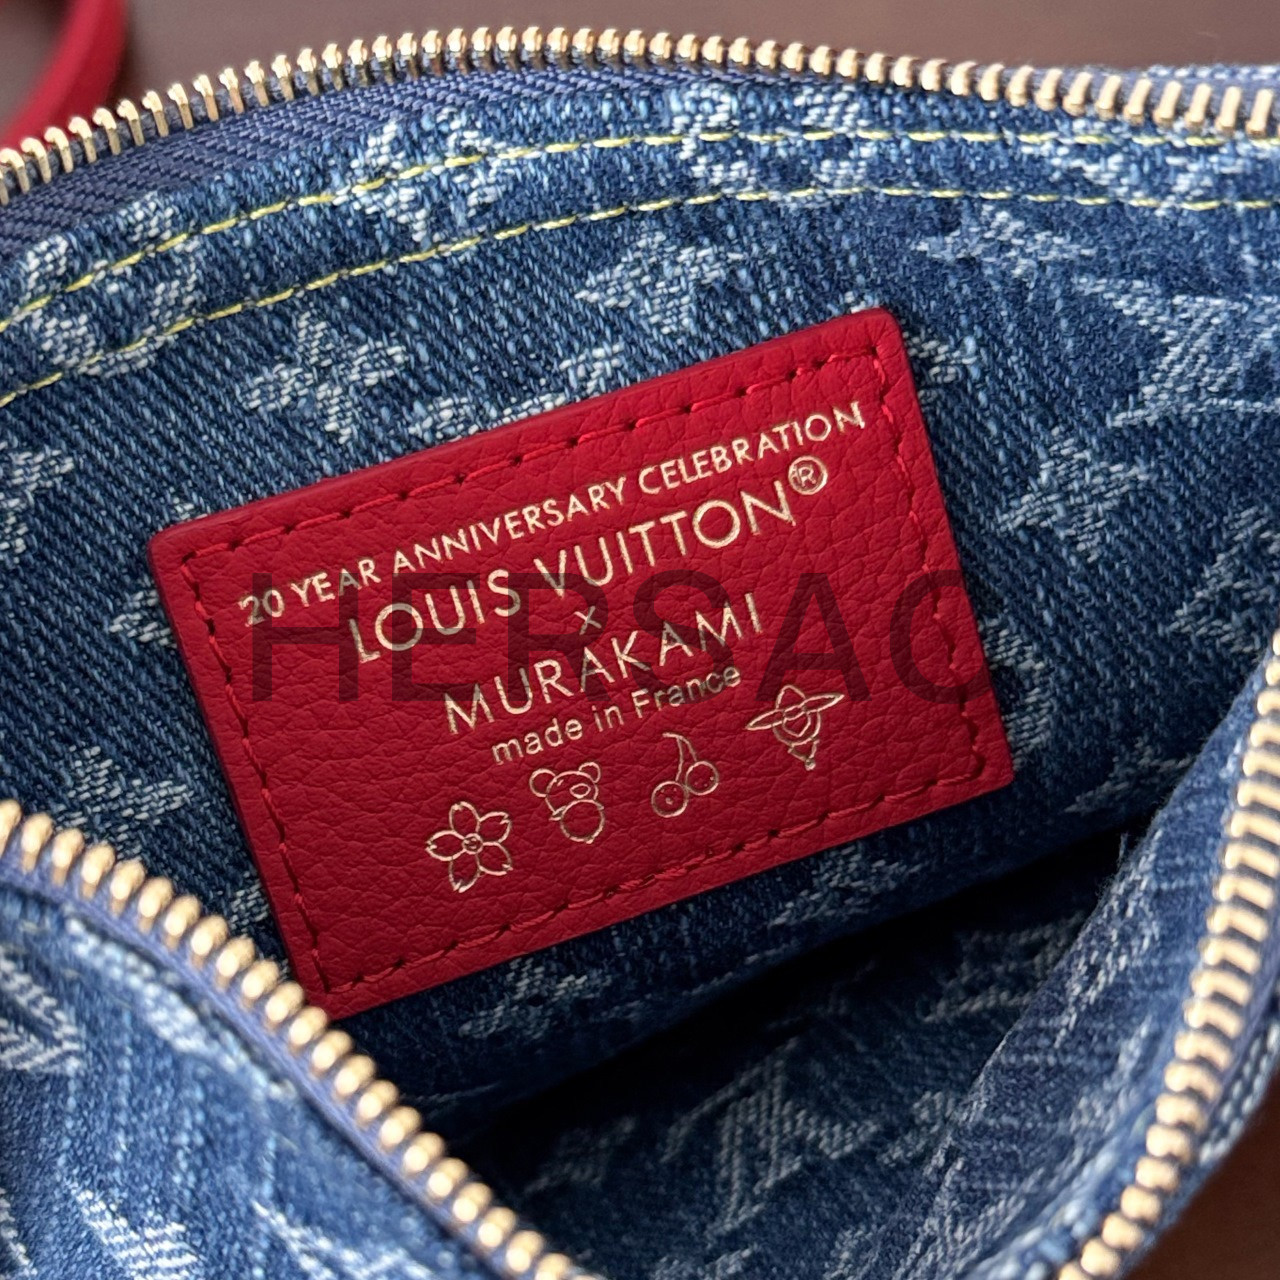 20 YEAR ANNIVERSARY CELEBRATION
LOUIS VUITTON®
x
MURAKAMI
made in France
HERSAC